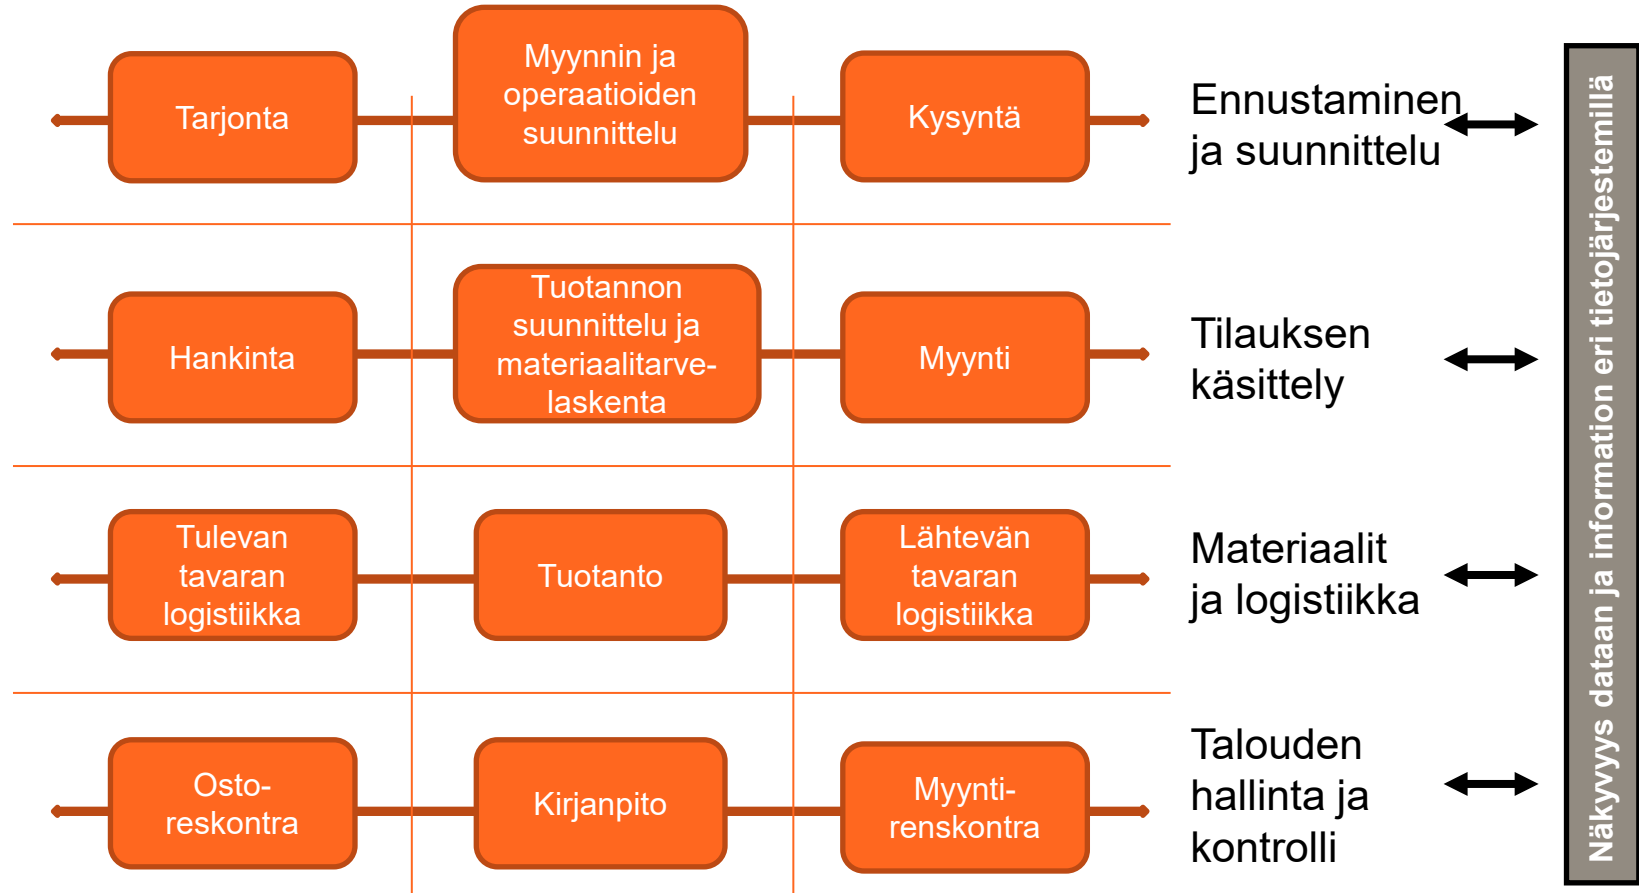 Tarjonta
Myynnin ja
operaatioiden
suunnittelu
Kysyntä
Ennustaminen
ja suunnittelu
Hankinta
Tuotannon
suunnittelu ja
materiaalitarve-
laskenta
Myynti
Tilauksen
käsittely
Tulevan
tavaran
logistiikka
Tuotanto
Lähtevän
tavaran
logistiikka
Materiaalit
ja logistiikka
Osto-
reskontra
Kirjanpito
Myynti-
renskontra
Talouden
hallinta ja
kontrolli
Näkyvyys dataan ja information eri tietojärjestemillä